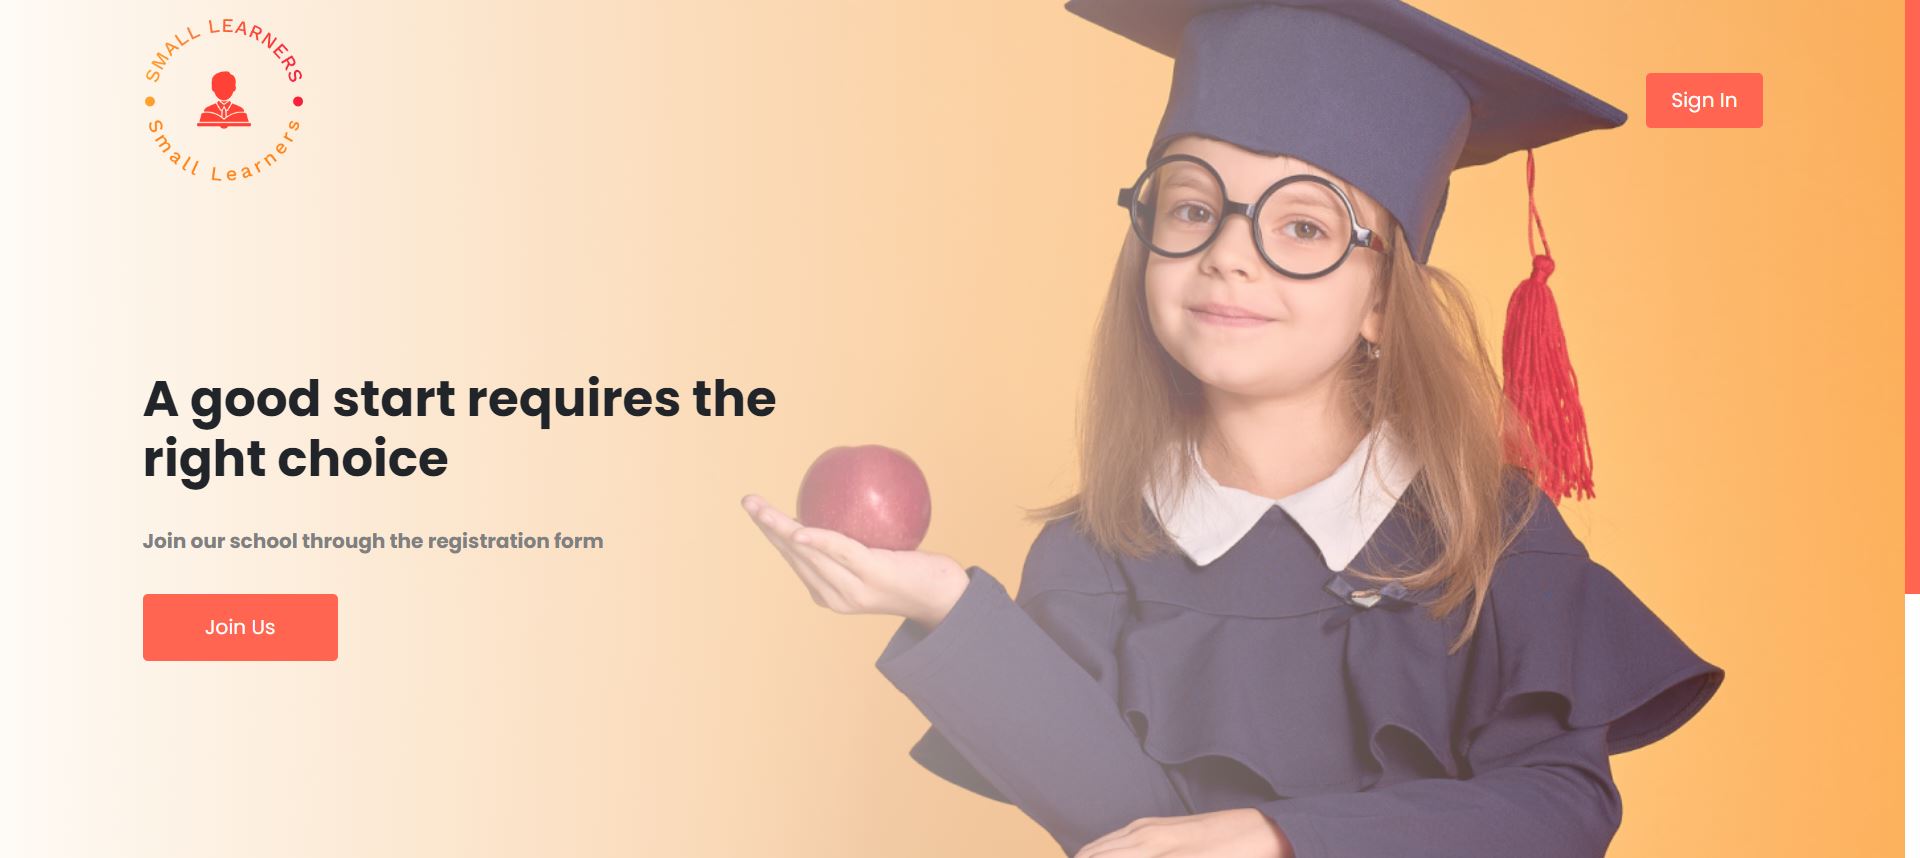 SMALL LEARNERS
Small Learners
Sign In
A good start requires the
right choice
Join our school through the registration form
Join Us